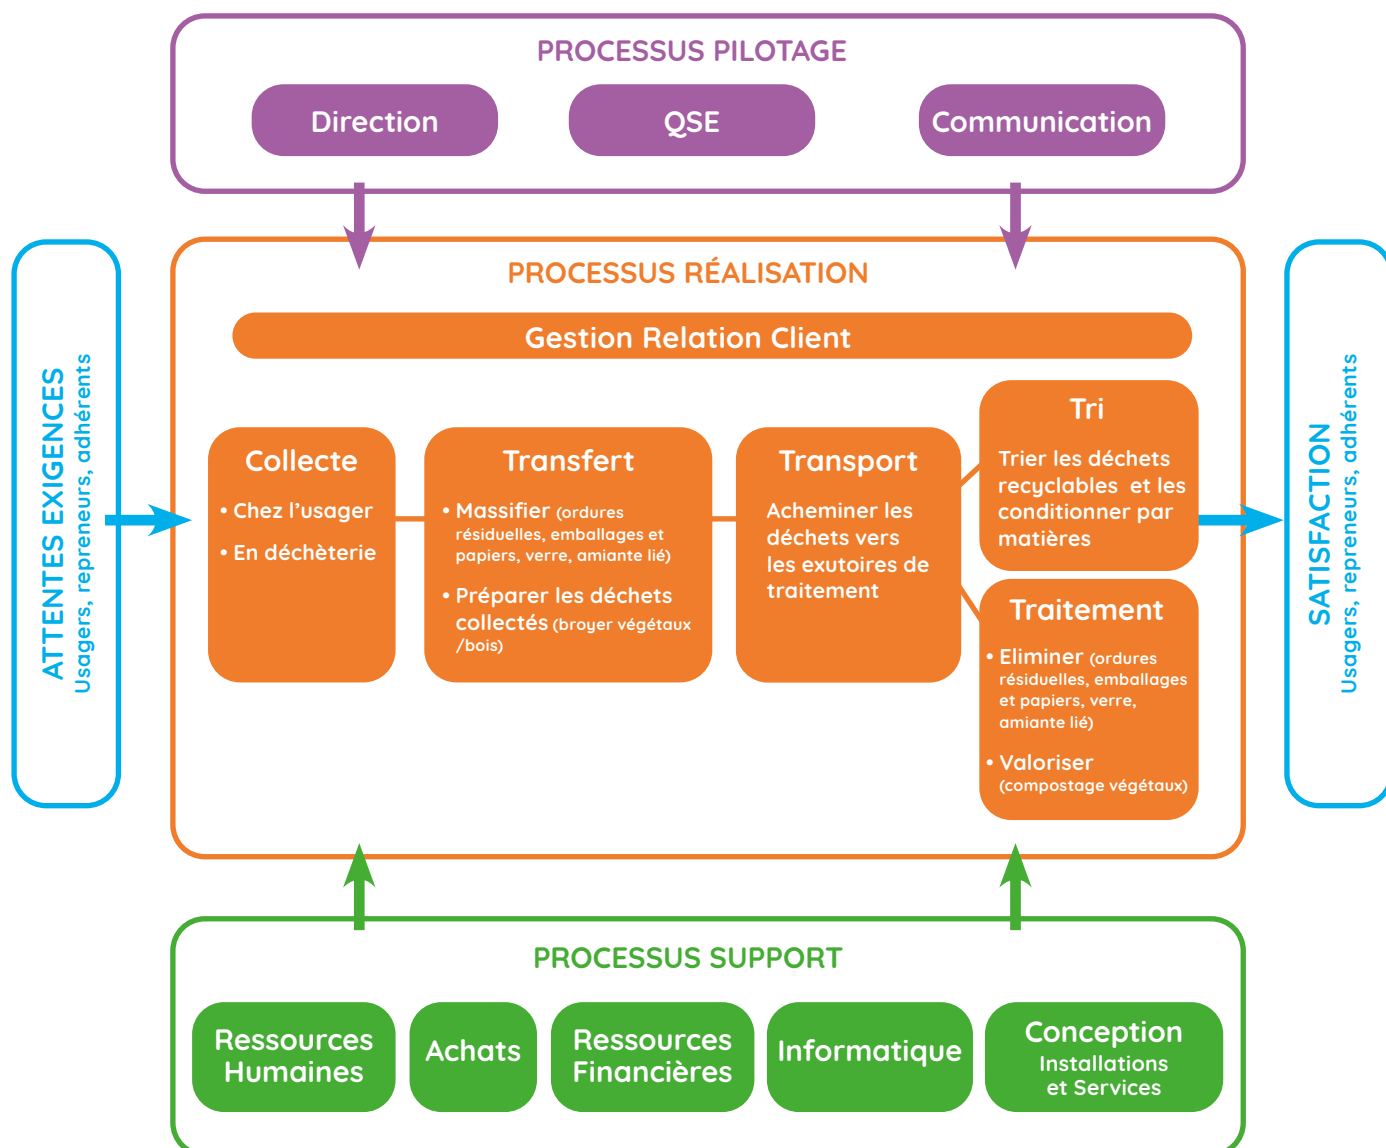 PROCESSUS PILOTAGE
Direction
QSE
Communication
ATTENTES EXIGENCES
Usagers, repreneurs, adhérents
PROCESSUS RÉALISATION
Gestion Relation Client
Collecte
• Chez l'usager
• En déchèterie
Transfert
• Massifier (ordures
résiduelles, emballages et
papiers, verre, amiante lié)
• Préparer les déchets
collectés (broyer végétaux
/bois)
Transport
Acheminer les
déchets vers
les exutoires de
traitement
Tri
Trier les déchets
recyclables et les
conditionner par
matières
Traitement
• Eliminer (ordures
résiduelles, emballages
et papiers, verre,
amiante lié)
• Valoriser
(compostage végétaux)
SATISFACTION
Usagers, repreneurs, adhérents
PROCESSUS SUPPORT
Ressources
Humaines
Achats
Ressources
Financières
Informatique
Conception
Installations
et Services